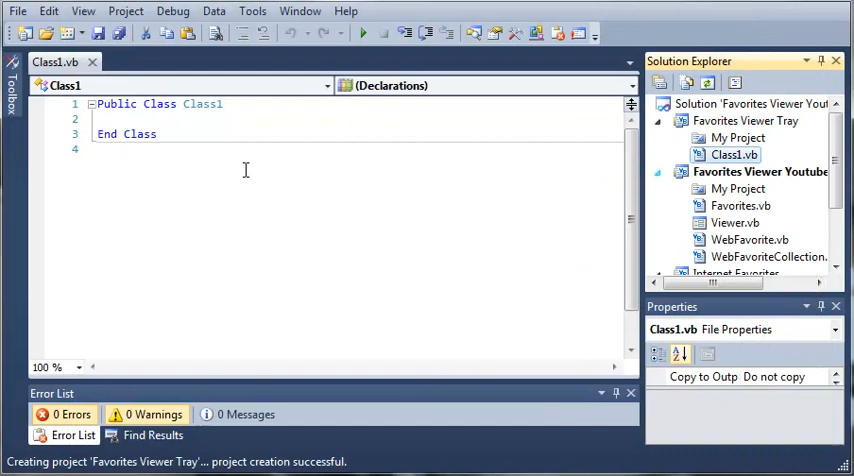 File Edit View Project Debug Data Tools Window Help
Class1.vb
Toolbox
Class1
(Declarations)
1 Public Class Class1
2
3 End Class
4
100 %
Solution Explorer
Solution 'Favorites Viewer Yout
Favorites Viewer Tray
My Project
Class1.vb
Favorites Viewer Youtube
My Project
Favorites.vb
Viewer.vb
WebFavorite.vb
WebFavoriteCollection.
Internet Favorites
Properties
Class1.vb File Properties
Copy to Outp Do not copy
Error List
0 Errors 0 Warnings 0 Messages
Error List Find Results
Creating project 'Favorites Viewer Tray'... project creation successful.